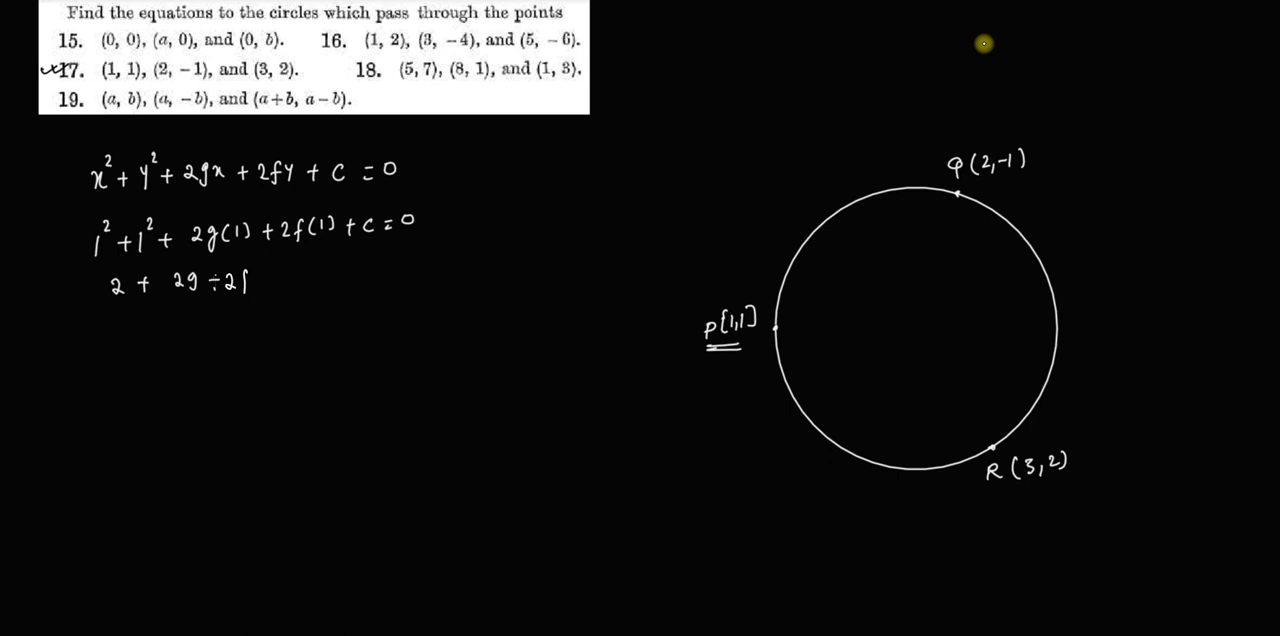 Find the equations to the circles which pass through the points
15. (0, 0), (a, 0), and (0, b). 16. (1, 2), (3, −4), and (5, −6).
17. (1, 1), (2, −1), and (3, 2). 18. (5, 7), (8, 1), and (1, 3).
19. (a, b), (a, −b), and (a+b, a−b).
x² + y² + 2gx + 2fy + c = 0
1² + 1² + 2g(1) + 2f(1) + c = 0
2 + 2g + 2f
Q(2,-1)
P[1,1]
R(3,2)